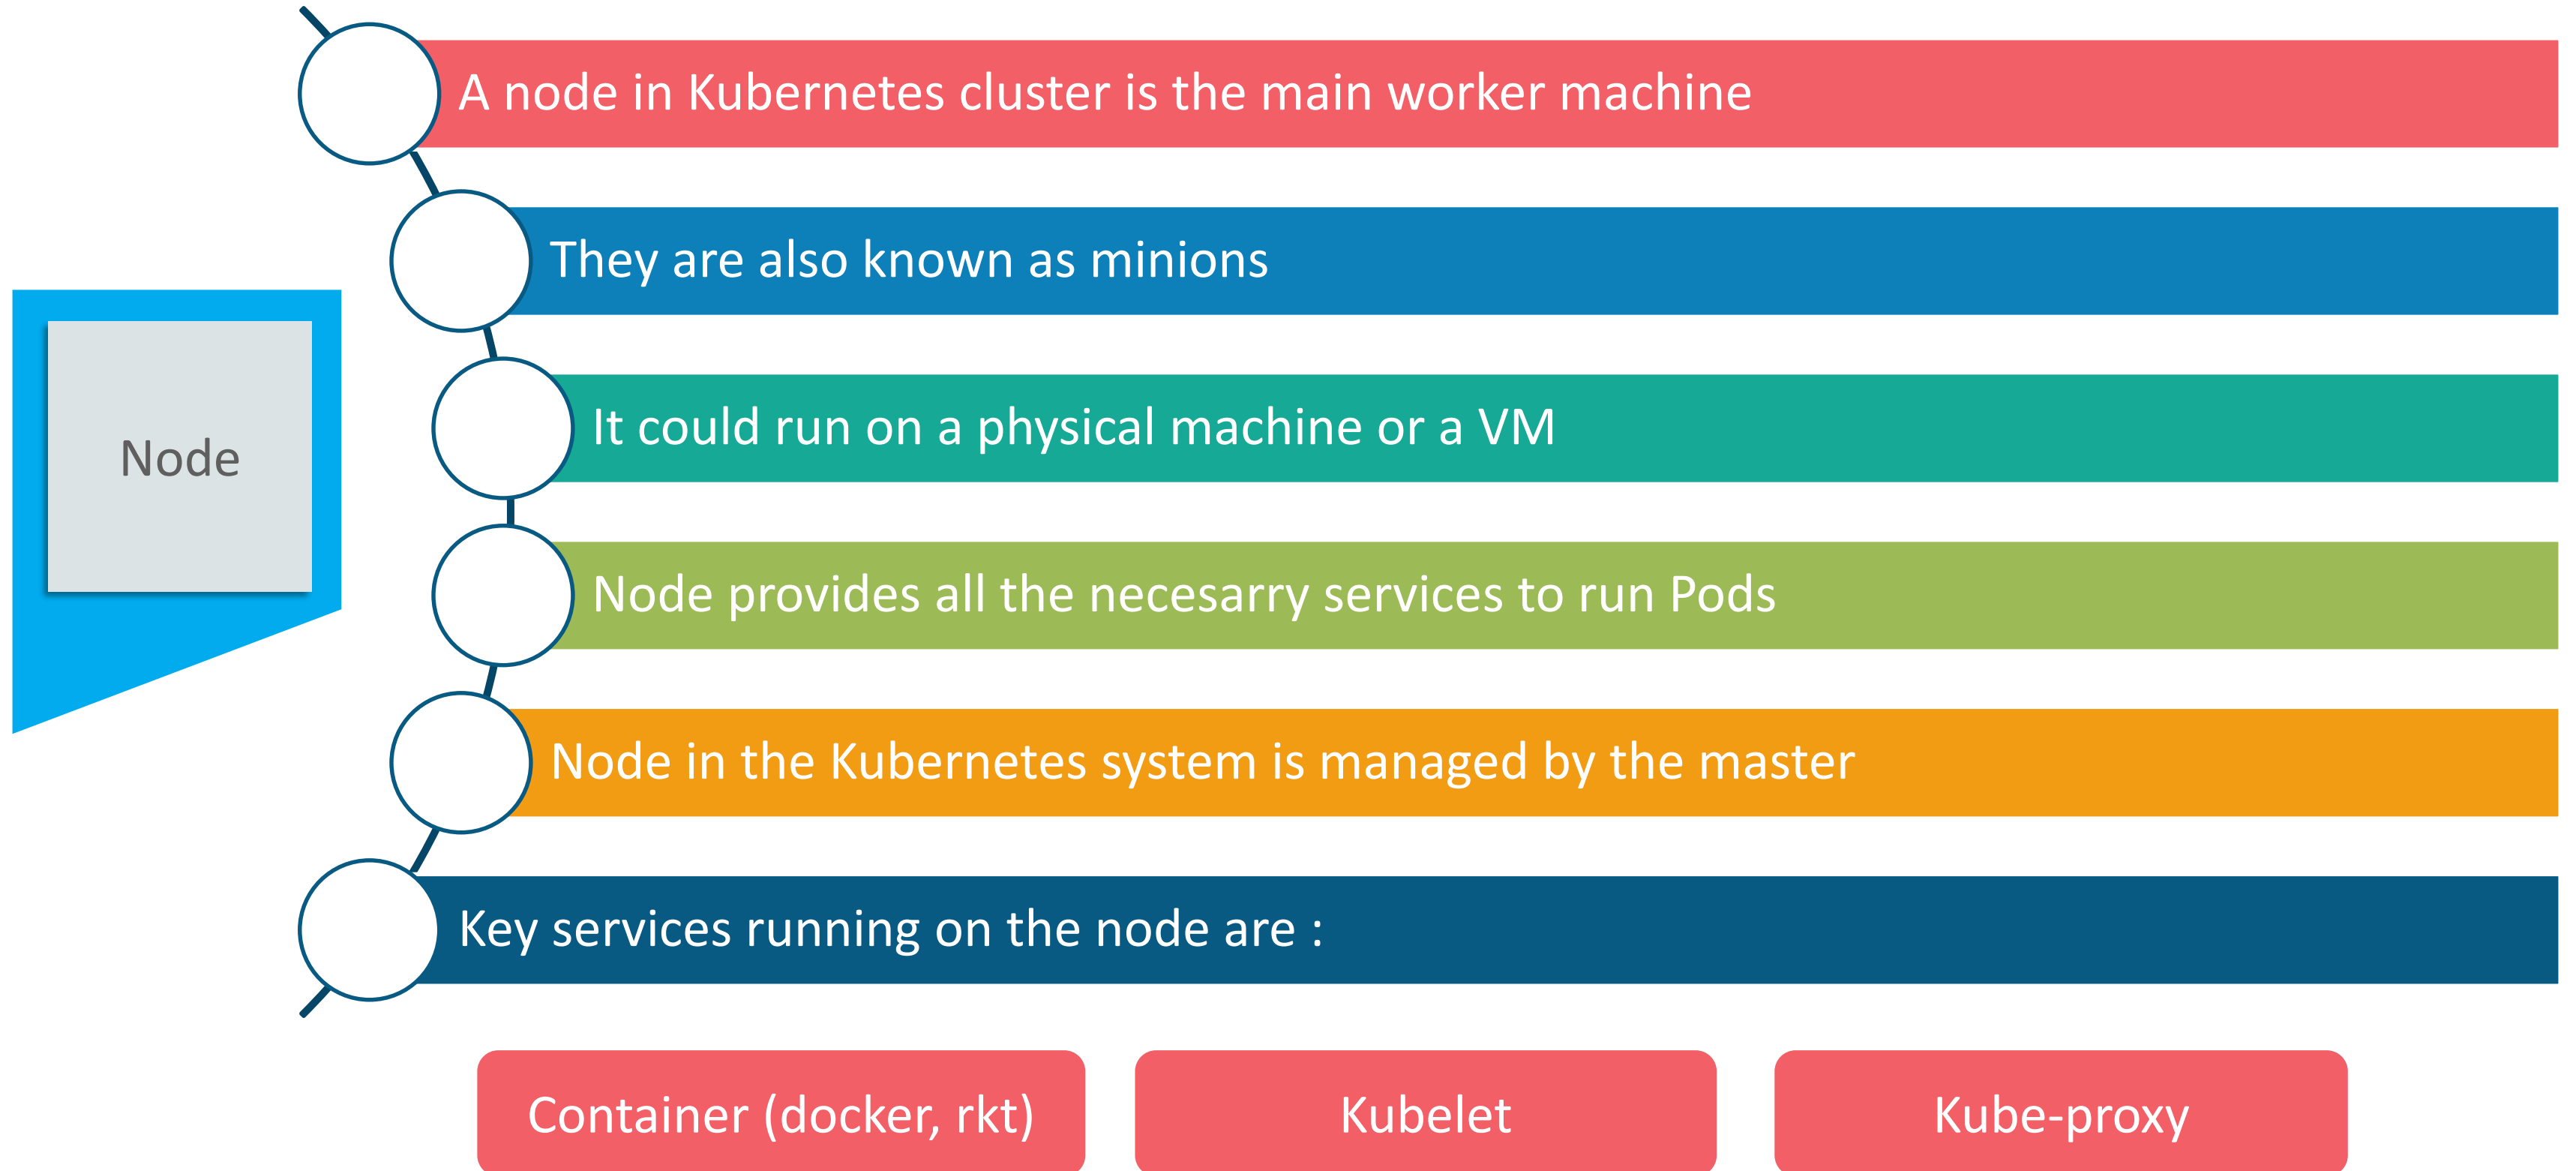 A node in Kubernetes cluster is the main worker machine
They are also known as minions
It could run on a physical machine or a VM
Node
Node provides all the necesarry services to run Pods
Node in the Kubernetes system is managed by the master
Key services running on the node are :
Container (docker, rkt)
Kubelet
Kube-proxy